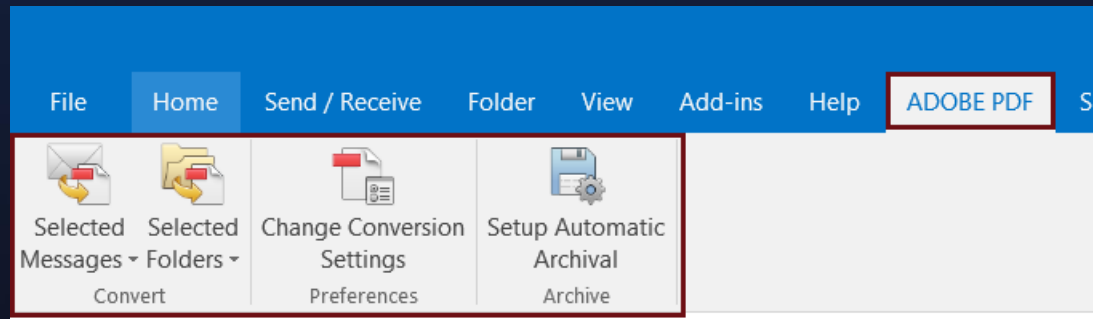 File Home Send / Receive Folder View Add-ins Help ADOBE PDF S
Selected Messages
Selected Folders
Change Conversion Settings
Setup Automatic Archival
Convert Preferences Archive